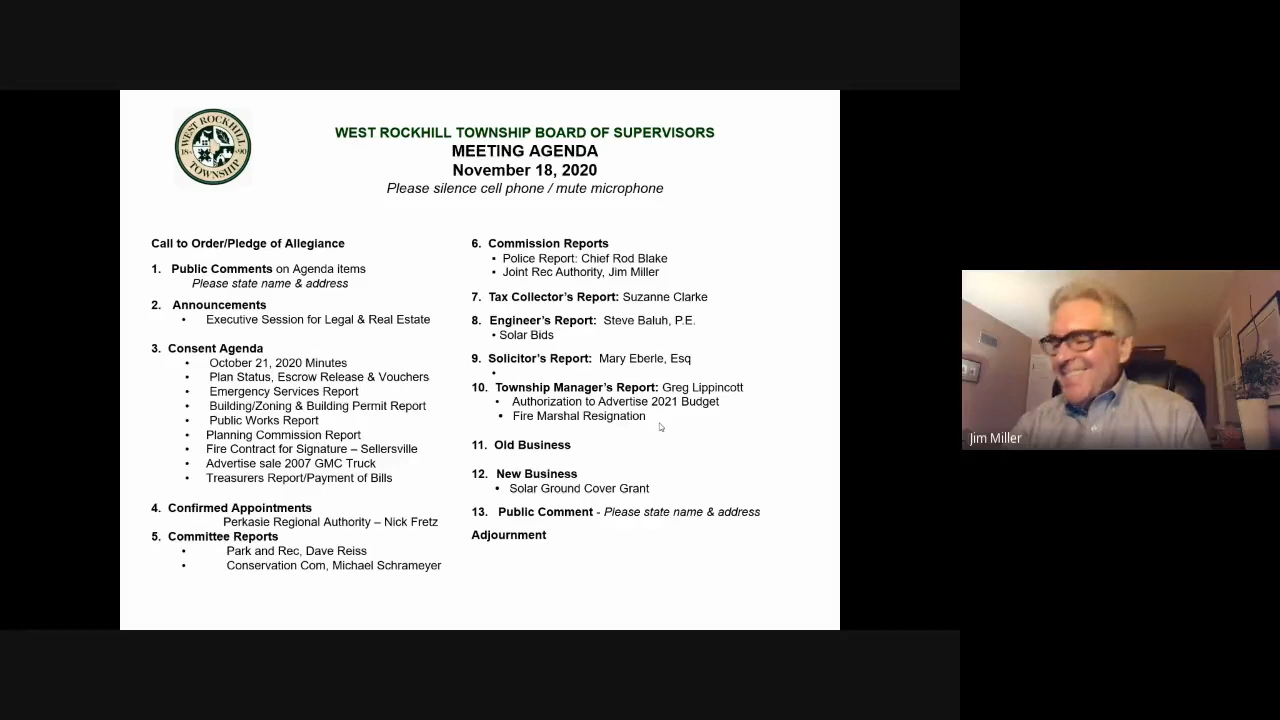 WEST ROCKHILL
18 90
TOWNSHIP
WEST ROCKHILL TOWNSHIP BOARD OF SUPERVISORS
MEETING AGENDA
November 18, 2020
Please silence cell phone / mute microphone
Call to Order/Pledge of Allegiance
1. Public Comments on Agenda items
Please state name & address
2. Announcements
• Executive Session for Legal & Real Estate
3. Consent Agenda
• October 21, 2020 Minutes
• Plan Status, Escrow Release & Vouchers
• Emergency Services Report
• Building/Zoning & Building Permit Report
• Public Works Report
• Planning Commission Report
• Fire Contract for Signature – Sellersville
• Advertise sale 2007 GMC Truck
• Treasurers Report/Payment of Bills
4. Confirmed Appointments
Perkasie Regional Authority – Nick Fretz
5. Committee Reports
• Park and Rec, Dave Reiss
• Conservation Com, Michael Schrameyer
6. Commission Reports
• Police Report: Chief Rod Blake
• Joint Rec Authority, Jim Miller
7. Tax Collector's Report: Suzanne Clarke
8. Engineer's Report: Steve Baluh, P.E.
• Solar Bids
9. Solicitor's Report: Mary Eberle, Esq
•
10. Township Manager's Report: Greg Lippincott
• Authorization to Advertise 2021 Budget
• Fire Marshal Resignation
11. Old Business
12. New Business
• Solar Ground Cover Grant
13. Public Comment - Please state name & address
Adjournment
Jim Miller